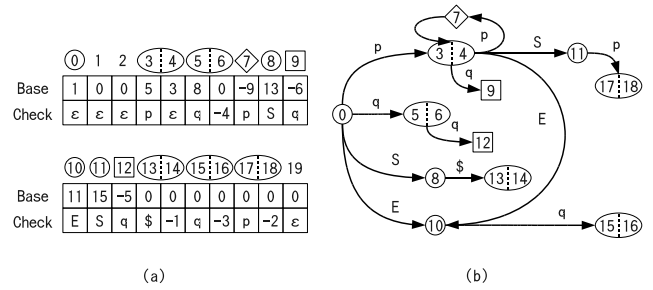 0 1 2 3 4 5 6 7 8 9
Base 1 0 0 5 3 8 0 -9 13 -6
Check ε ε ε p ε q -4 p S q
10 11 12 13 14 15 16 17 18 19
Base 11 15 -5 0 0 0 0 0 0 0
Check E S q $ -1 q -3 p -2 ε
(a)
7
p
p 3 4 S 11 p
q 9 17 18
0 q 5 6 E
q 12
S 8 $ 13 14
E 10 q 15 16
(b)